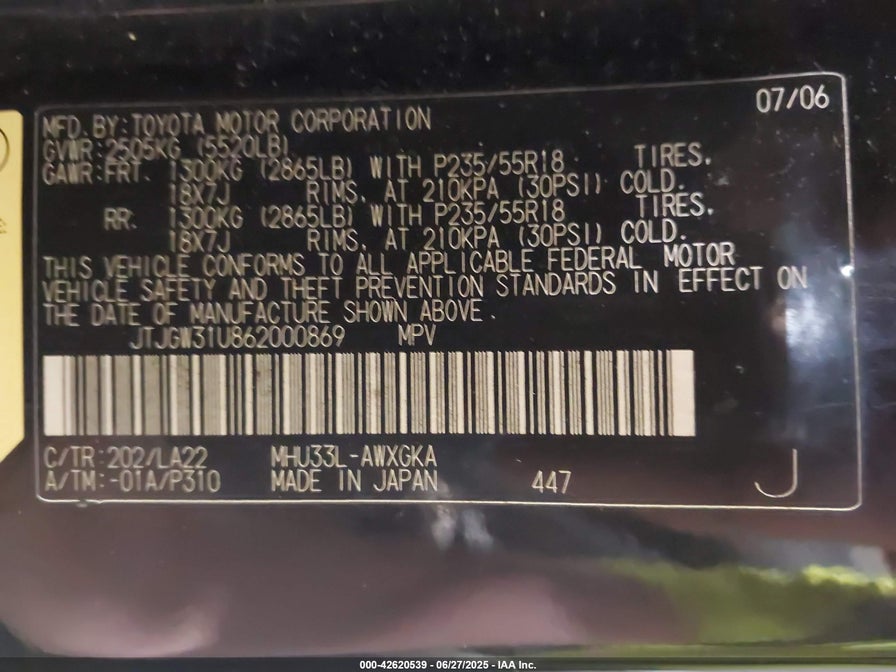 07/06
MFD. BY: TOYOTA MOTOR CORPORATION
GVWR: 2505KG (5520LB)
GAWR: FRT. 1300KG (2865LB) WITH P235/55R18 TIRES,
18X7J RIMS, AT 210KPA (30PSI) COLD.
RR. 1300KG (2865LB) WITH P235/55R18 TIRES,
18X7J RIMS, AT 210KPA (30PSI) COLD.
THIS VEHICLE CONFORMS TO ALL APPLICABLE FEDERAL MOTOR
VEHICLE SAFETY AND THEFT PREVENTION STANDARDS IN EFFECT ON
THE DATE OF MANUFACTURE SHOWN ABOVE.
JTJGW31U862000869 MPV
C/TR: 202/LA22 MHU33L-AWXGKA
A/TM: -01A/P310 MADE IN JAPAN 447 J
000-42620539 - 06/27/2025 - IAA Inc.